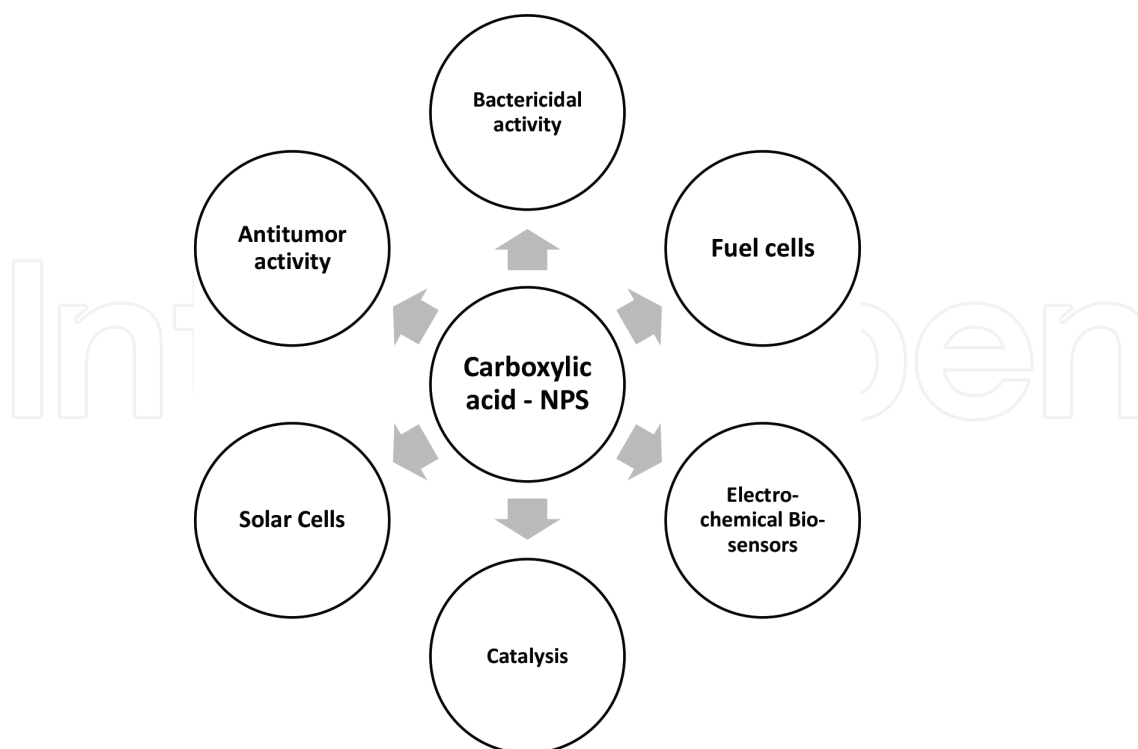 Bactericidal
activity
Antitumor
activity
Fuel cells
Carboxylic
acid - NPS
Solar Cells
Electro-
chemical Bio-
sensors
Catalysis